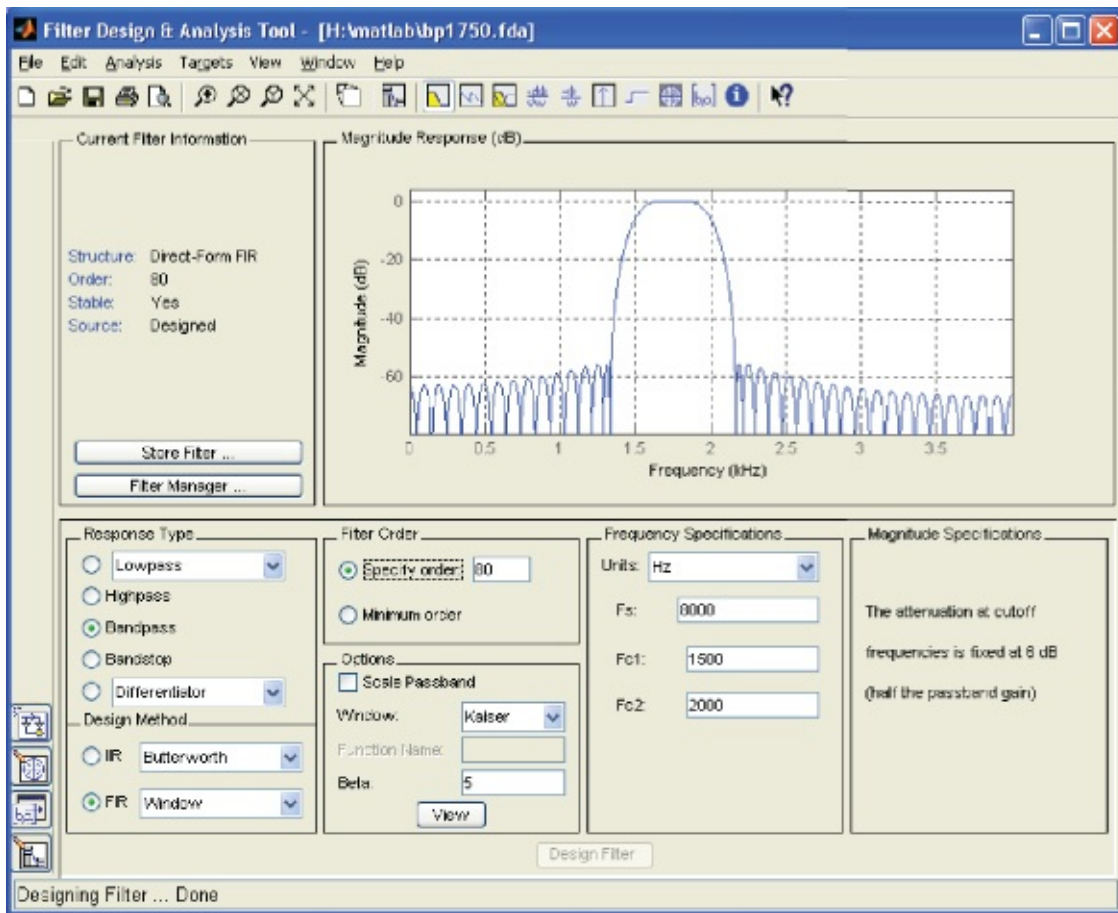 Filter Design & Analysis Tool - [H:\matlab\bp1750.fda]
File Edit Analysis Targets View Window Help
Current Filter Information
Structure: Direct-Form FIR
Order: 80
Stable: Yes
Source: Designed
Store Filter ...
Filter Manager ...
Magnitude Response (dB)
Magnitude (dB)
0
-20
-40
-60
0 0.5 1 1.5 2 2.5 3 3.5
Frequency (kHz)
Response Type
Lowpass
Highpass
Bandpass
Bandstop
Differentiator
Design Method
IIR Butterworth
FIR Window
Filter Order
Specify order: 80
Minimum order
Options
Scale Passband
Window: Kaiser
Function Name:
Beta: 5
View
Frequency Specifications
Units: Hz
Fs: 8000
Fc1: 1500
Fc2: 2000
Magnitude Specifications
The attenuation at cutoff
frequencies is fixed at 6 dB
(half the passband gain)
Design Filter
Designing Filter ... Done